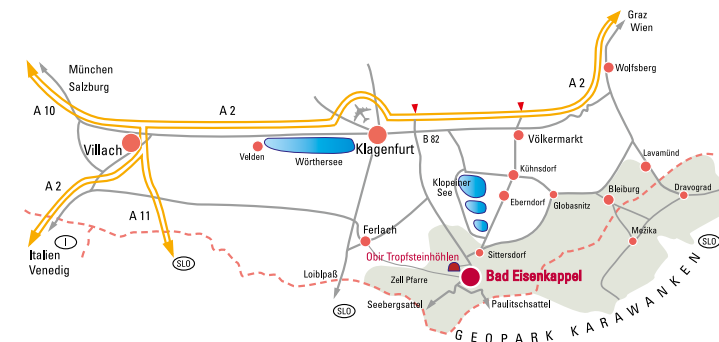 Graz
Wien
München
Salzburg
Wolfsberg
A 2
A 10
A 2
B 82
Völkermarkt
Villach
Velden
Wörthersee
Klagenfurt
Lavamünd
Kühnsdorf
Klopeiner
See
A 2
Bleiburg
Dravograd
Eberndorf
Globasnitz
A 11
Ferlach
Mežika
I
SLO
Italien
Venedig
Obir Tropfsteinhöhlen
Sittersdorf
SLO
Loiblpaß
Zell Pfarre
Bad Eisenkappel
SLO
Seebergsattel
Paulitschsattel
GEOPARK KARAWANKEN